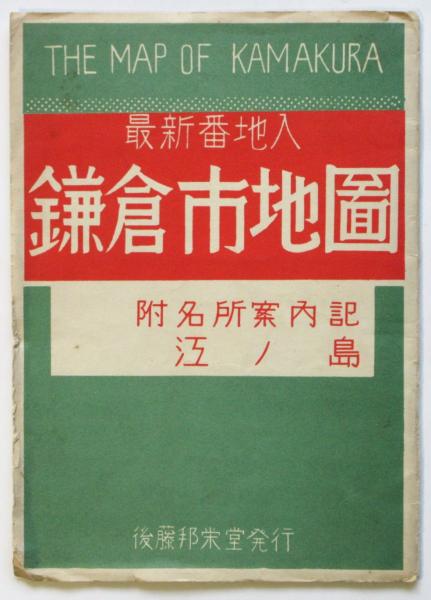 THE MAP OF KAMAKURA
最新番地入
鎌倉市地圖
附名所案内記
江ノ島
後藤邦栄堂発行